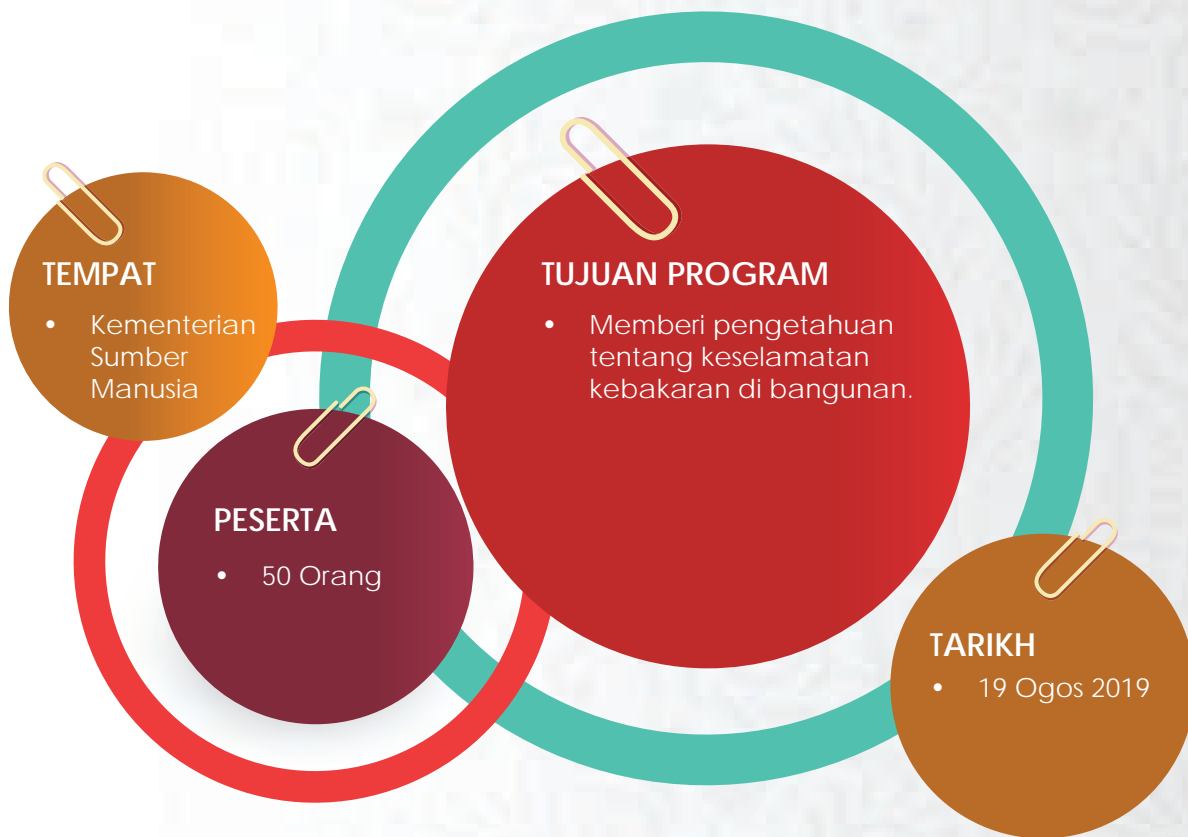 TEMPAT
• Kementerian
Sumber
Manusia
TUJUAN PROGRAM
• Memberi pengetahuan
tentang keselamatan
kebakaran di bangunan.
PESERTA
• 50 Orang
TARIKH
• 19 Ogos 2019